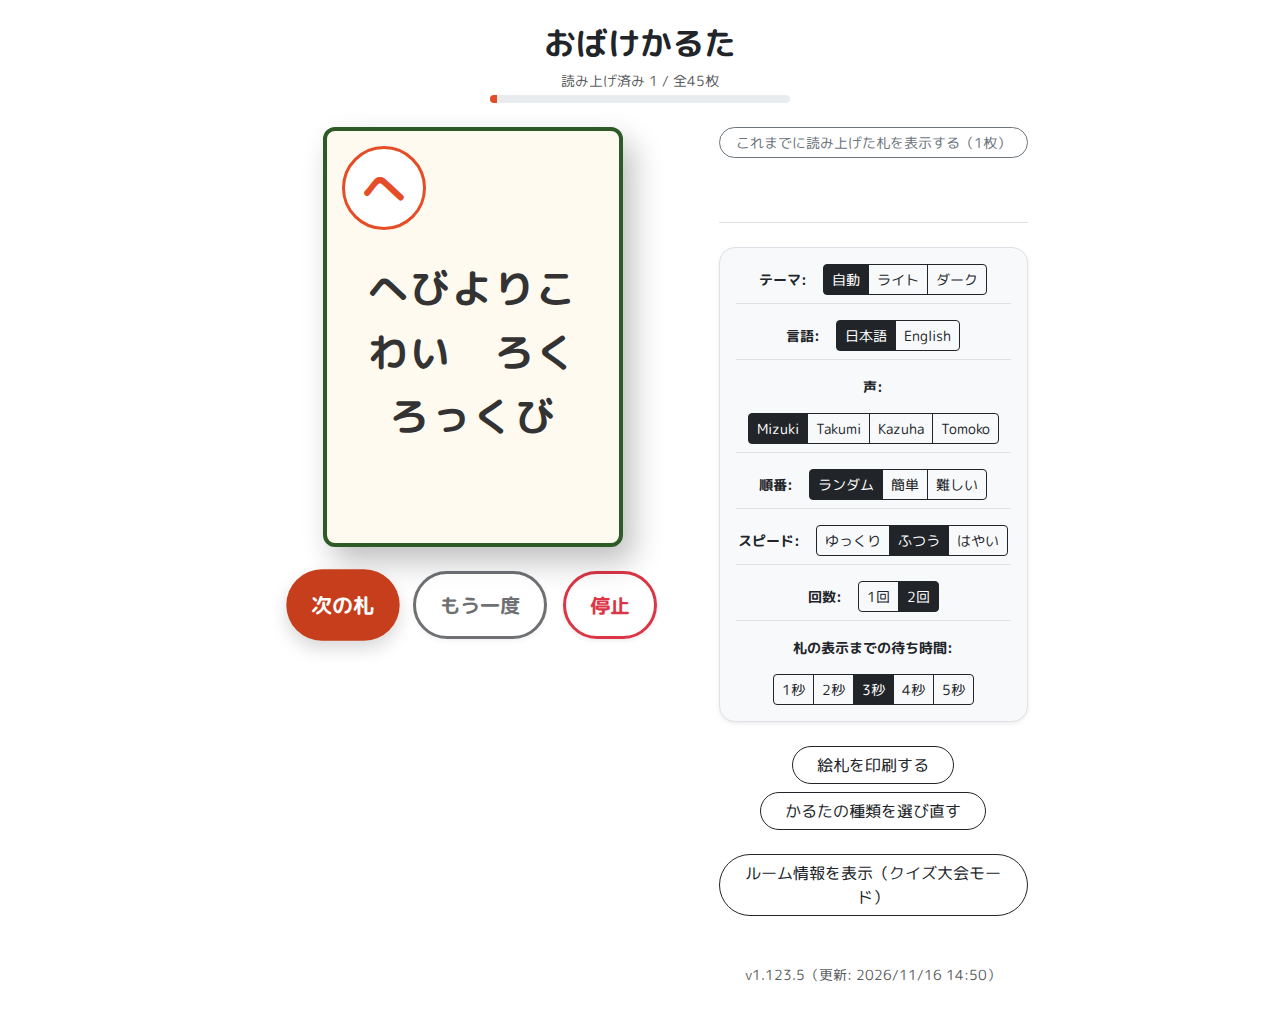 おばけかるた
読み上げ済み 1 / 全45枚
へ
へびよりこ
わい　ろく
ろっくび
次の札
もう一度
停止
これまでに読み上げた札を表示する（1枚）
テーマ: 自動 ライト ダーク
言語: 日本語 English
声:
Mizuki Takumi Kazuha Tomoko
順番: ランダム 簡単 難しい
スピード: ゆっくり ふつう はやい
回数: 1回 2回
札の表示までの待ち時間:
1秒 2秒 3秒 4秒 5秒
絵札を印刷する
かるたの種類を選び直す
ルーム情報を表示（クイズ大会モー
ド）
v1.123.5（更新: 2026/11/16 14:50）